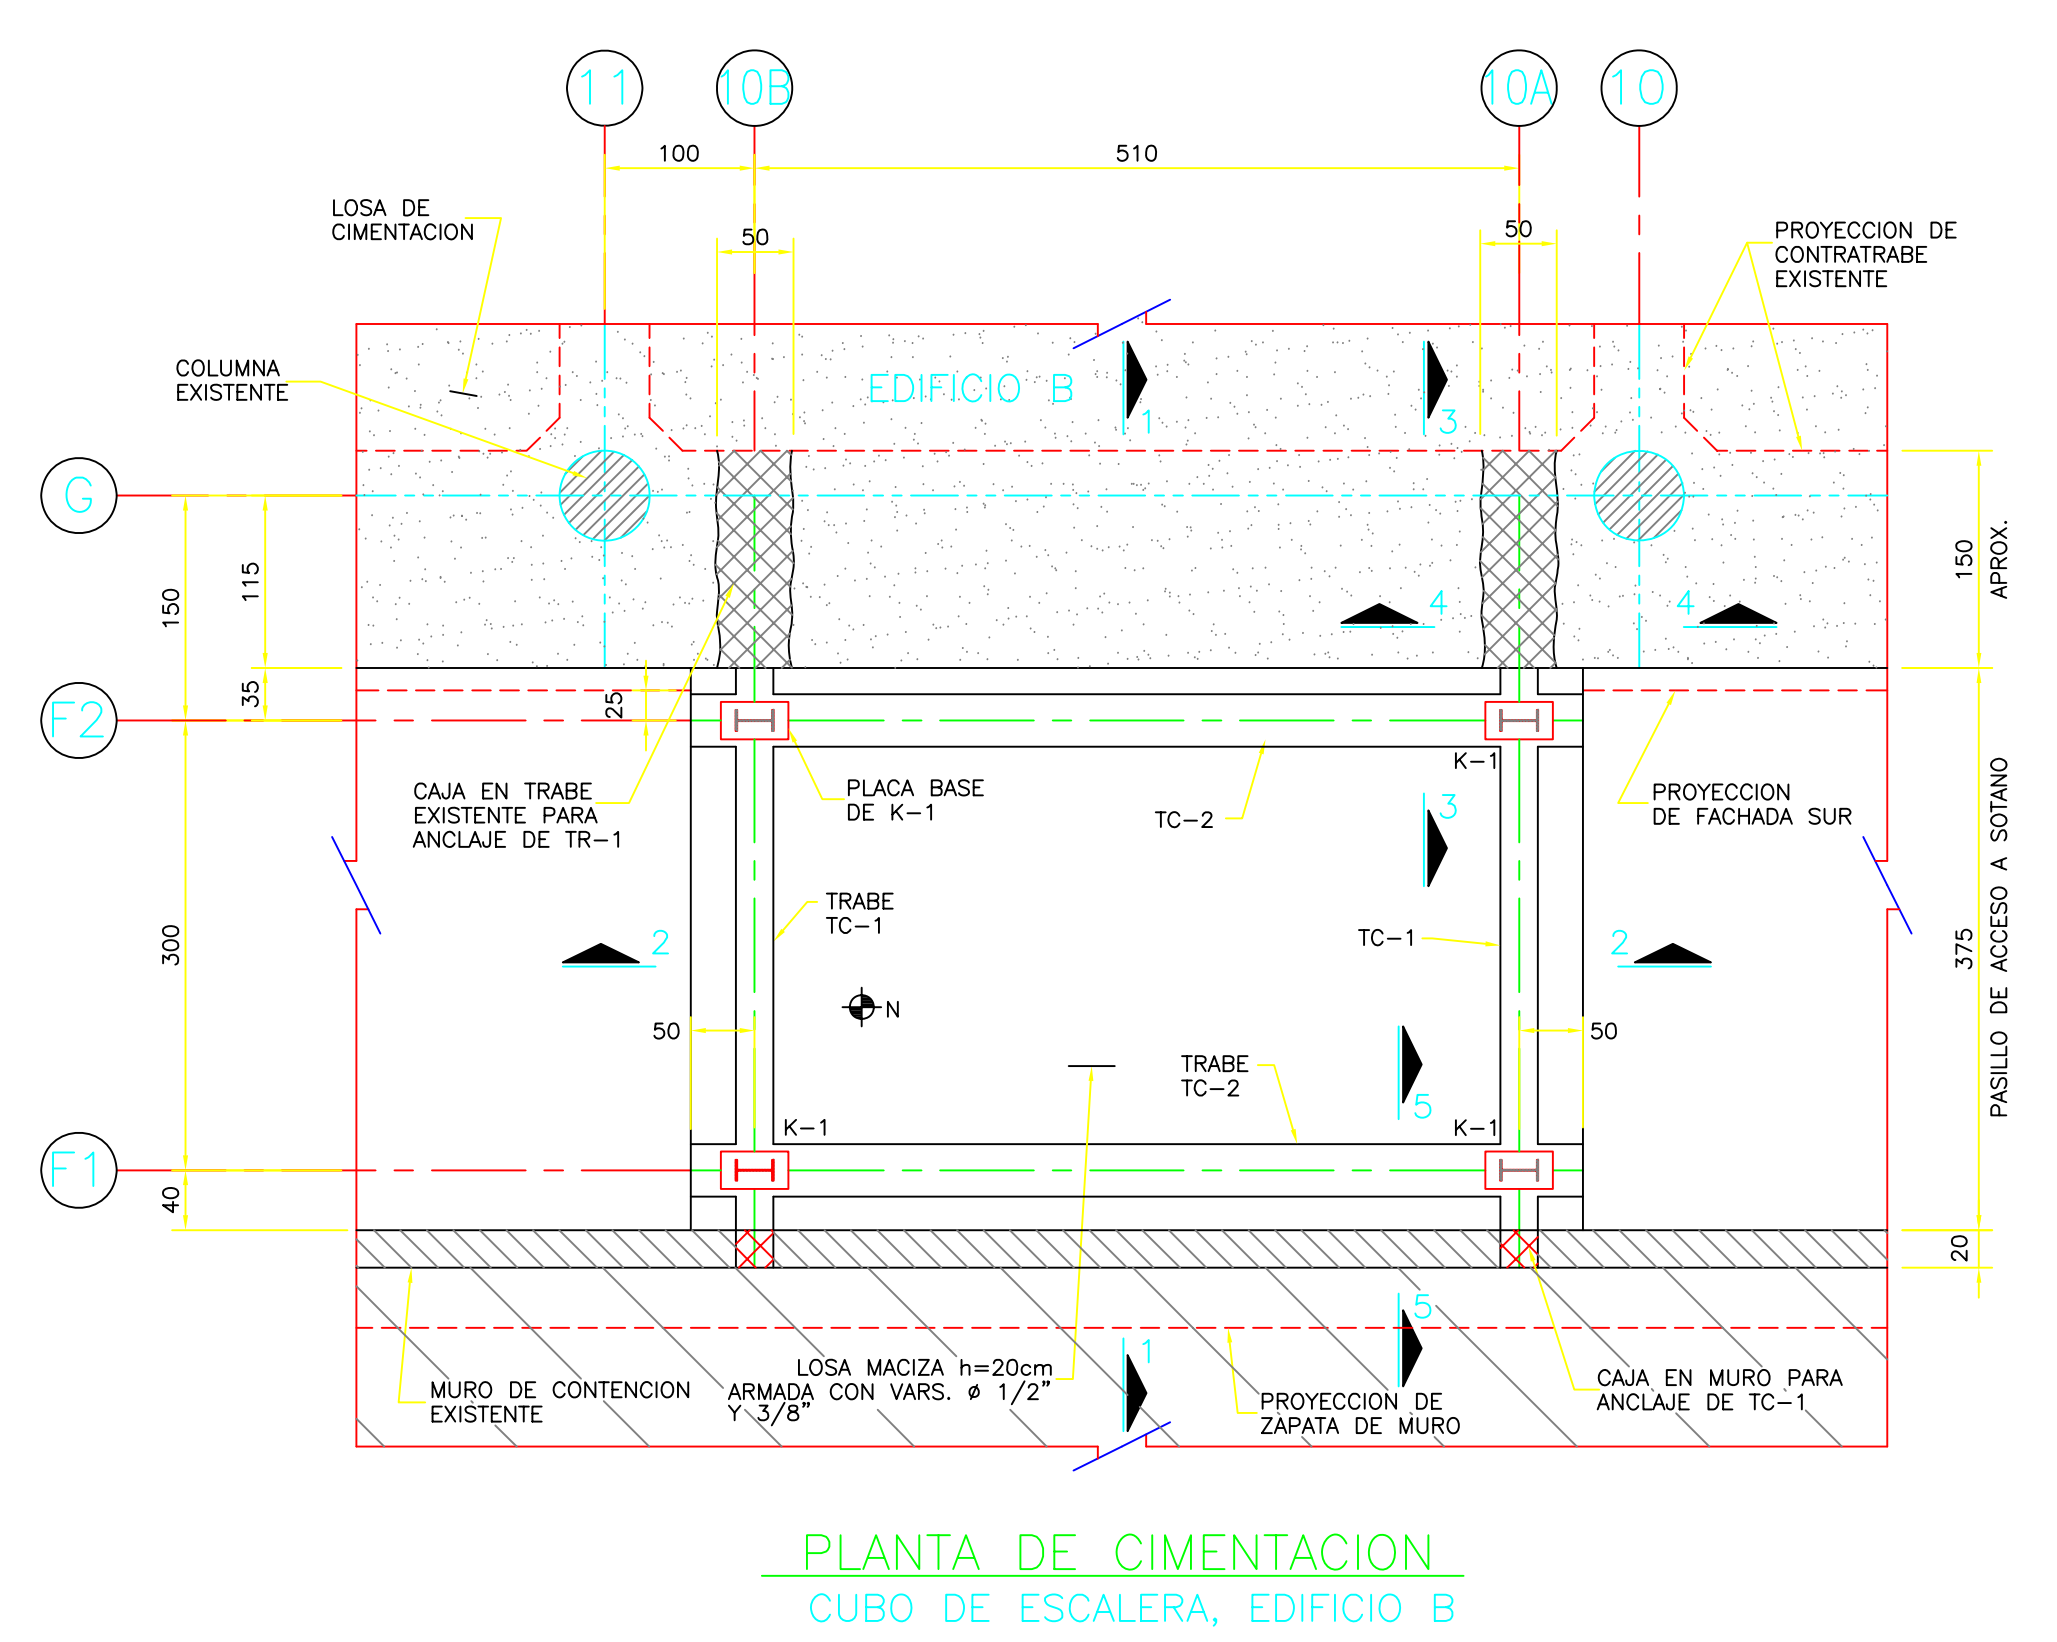 11
10B
10A
10
100
510
LOSA DE
CIMENTACION
50
50
PROYECCION DE
CONTRATRABE
EXISTENTE
COLUMNA
EXISTENTE
EDIFICIO B
1
3
G
115
150
150
APROX.
4
4
35
25
F2
K-1
CAJA EN TRABE
EXISTENTE PARA
ANCLAJE DE TR-1
PLACA BASE
DE K-1
TC-2
3
PROYECCION
DE FACHADA SUR
TRABE
TC-1
TC-1
300
2
2
375
PASILLO DE ACCESO A SOTANO
N
50
50
TRABE
TC-2
5
K-1
K-1
F1
40
20
5
1
LOSA MACIZA h=20cm
ARMADA CON VARS. ø 1/2"
Y 3/8"
MURO DE CONTENCION
EXISTENTE
PROYECCION DE
ZAPATA DE MURO
CAJA EN MURO PARA
ANCLAJE DE TC-1
PLANTA DE CIMENTACION
CUBO DE ESCALERA, EDIFICIO B